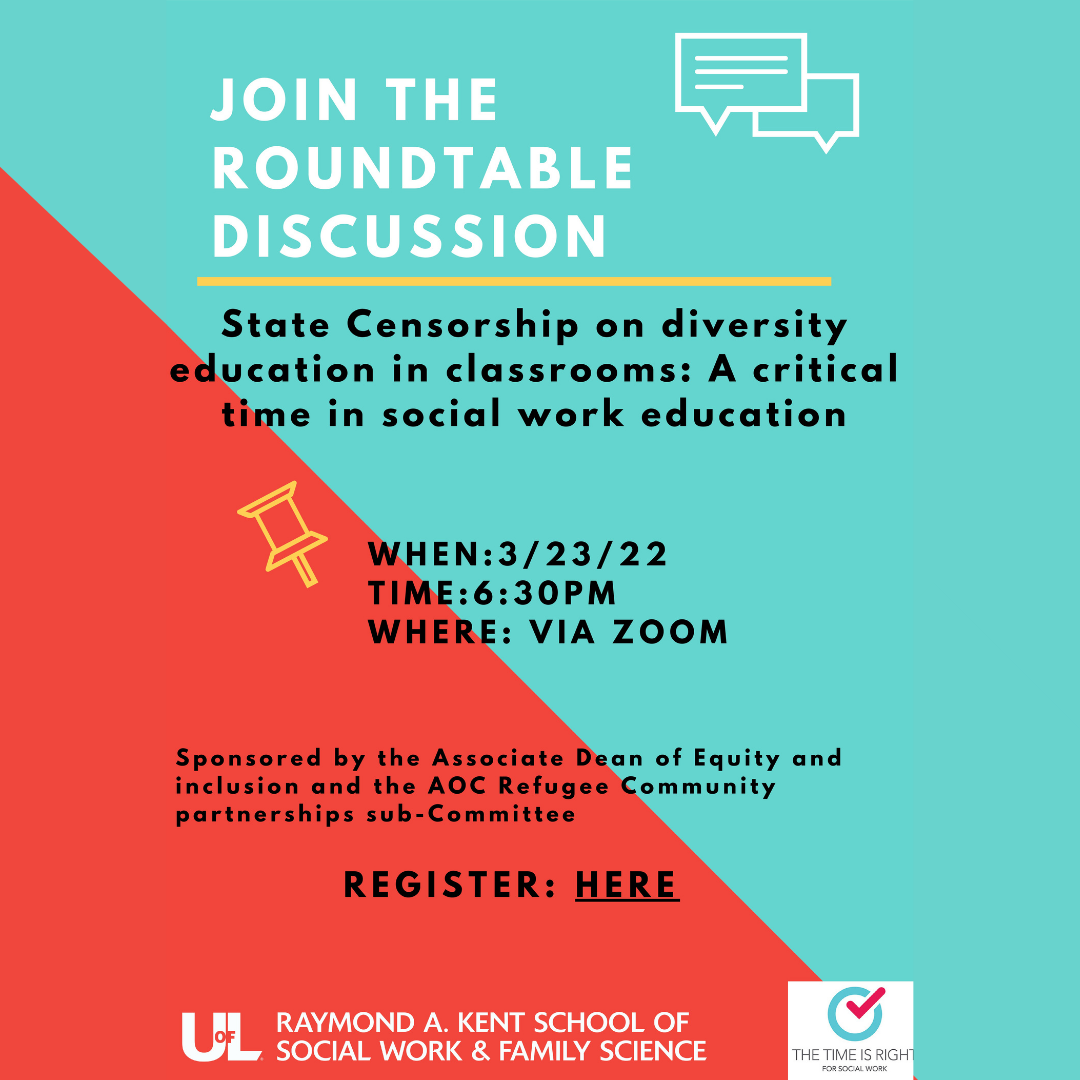 JOIN THE
ROUNDTABLE
DISCUSSION
State Censorship on diversity
education in classrooms: A critical
time in social work education
WHEN:3/23/22
TIME:6:30PM
WHERE: VIA ZOOM
Sponsored by the Associate Dean of Equity and
inclusion and the AOC Refugee Community
partnerships sub-Committee
REGISTER: HERE
UOFL RAYMOND A. KENT SCHOOL OF
SOCIAL WORK & FAMILY SCIENCE
THE TIME IS RIGHT
FOR SOCIAL WORK